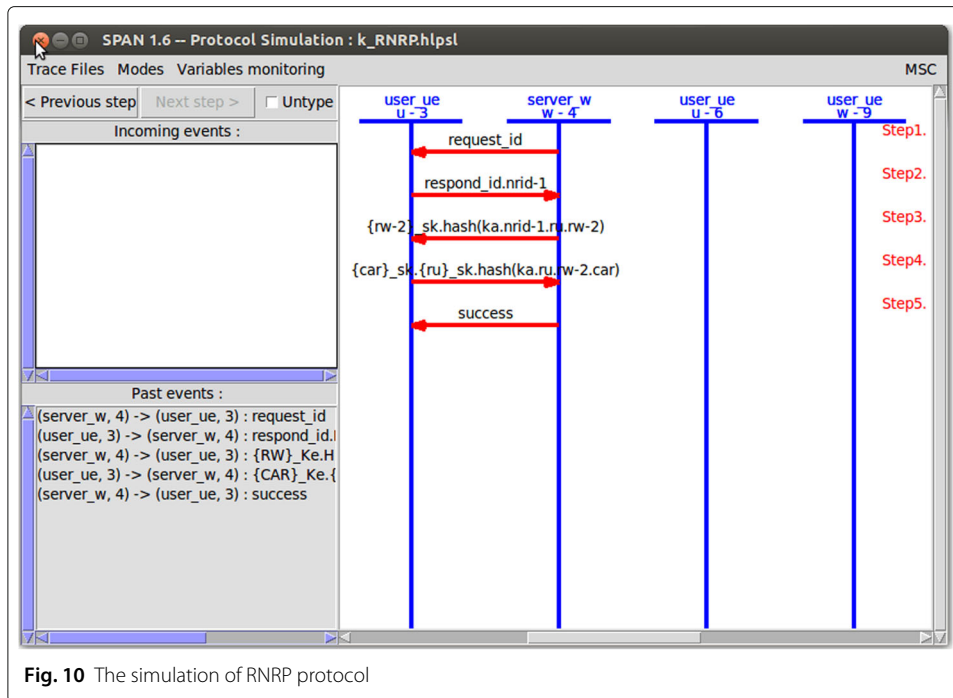 SPAN 1.6 -- Protocol Simulation : k_RNRP.hlpsl
Trace Files Modes Variables monitoring MSC
< Previous step Next step > Untype
Incoming events :
Past events :
(server_w, 4) -> (user_ue, 3) : request_id
(user_ue, 3) -> (server_w, 4) : respond_id.
(server_w, 4) -> (user_ue, 3) : {RW}_Ke.H
(user_ue, 3) -> (server_w, 4) : {CAR}_Ke.{
(server_w, 4) -> (user_ue, 3) : success
user_ue server_w user_ue user_ue
u - 3 w - 4 u - 6 w - 9
Step1.
request_id
Step2.
respond_id.nrid-1
Step3.
{rw-2}_sk.hash(ka.nrid-1.ru.rw-2)
Step4.
{car}_sk.{ru}_sk.hash(ka.ru.rw-2.car)
Step5.
success
Fig. 10 The simulation of RNRP protocol